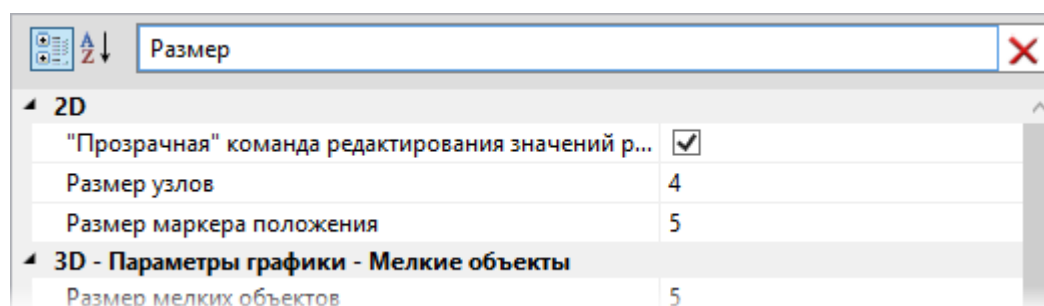 Размер
2D
"Прозрачная" команда редактирования значений р...
Размер узлов 4
Размер маркера положения 5
3D - Параметры графики - Мелкие объекты
Размер мелких объектов 5